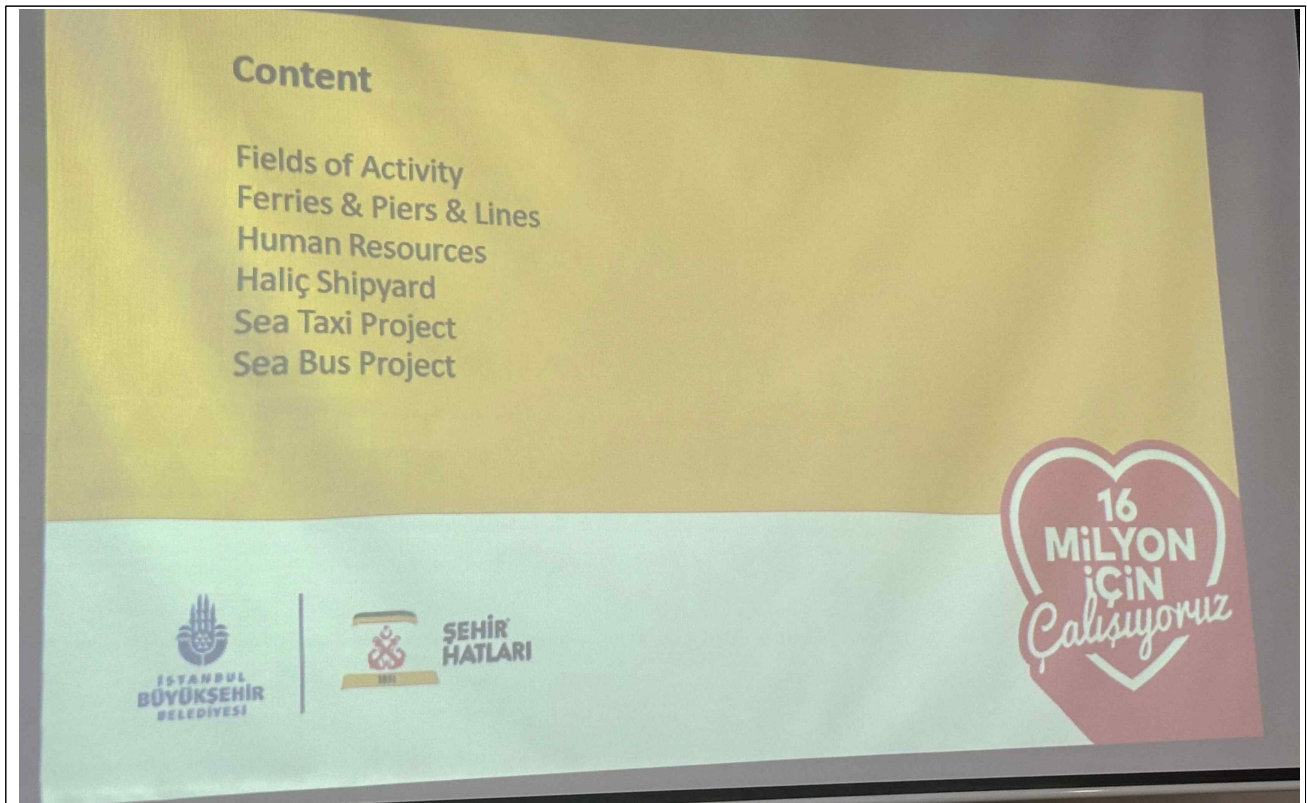 Content
Fields of Activity
Ferries & Piers & Lines
Human Resources
Haliç Shipyard
Sea Taxi Project
Sea Bus Project
16
MİLYON
İÇİN
Çalışıyoruz
İSTANBUL
BÜYÜKŞEHİR
BELEDİYESİ
ŞEHİR
HATLARI